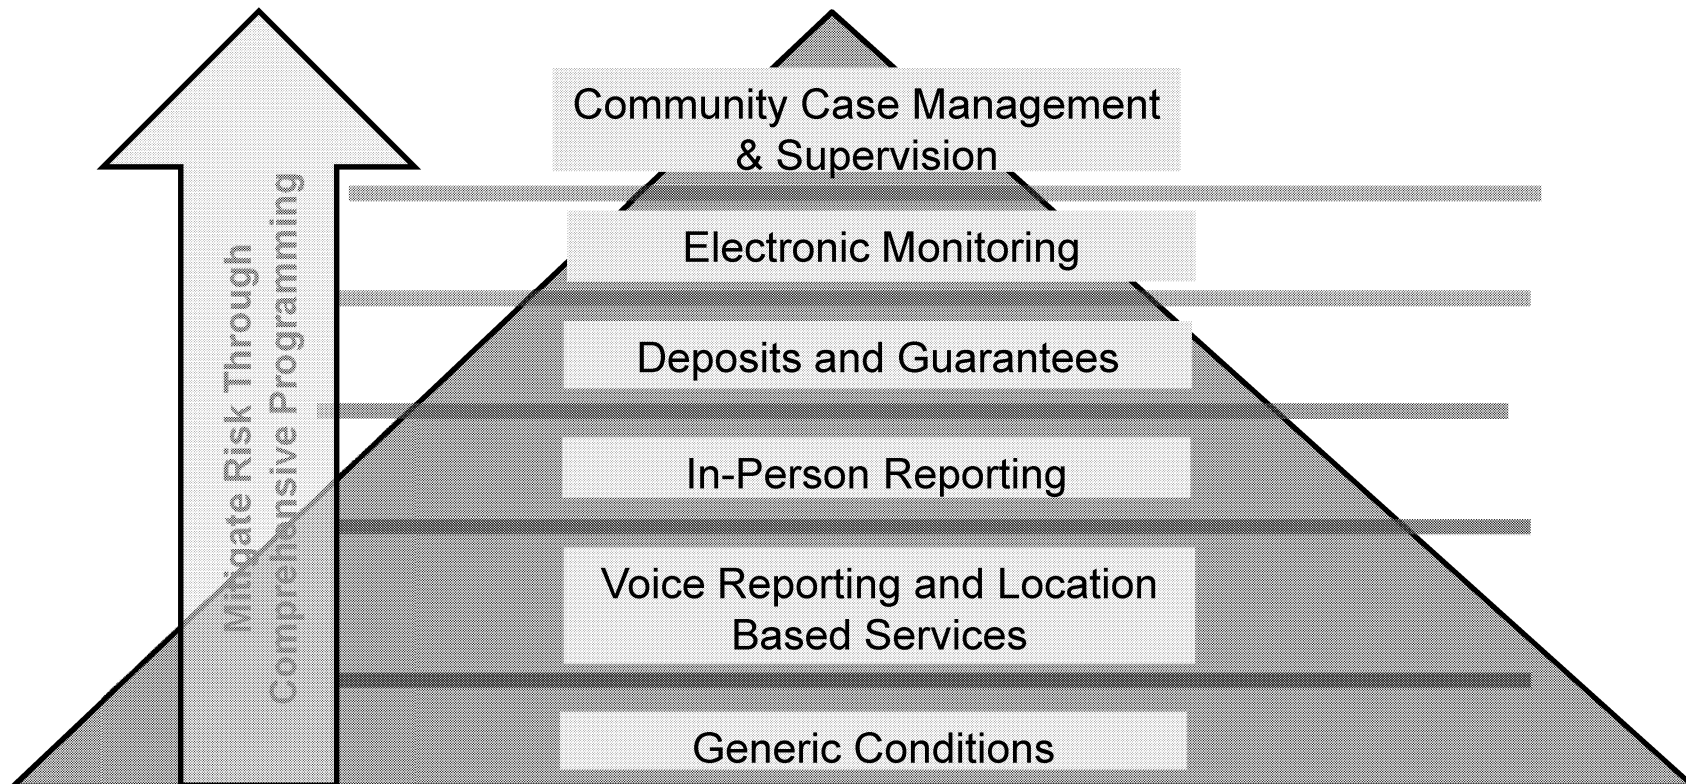 Mitigate Risk Through
Comprehensive Programming
Community Case Management
& Supervision
Electronic Monitoring
Deposits and Guarantees
In-Person Reporting
Voice Reporting and Location
Based Services
Generic Conditions